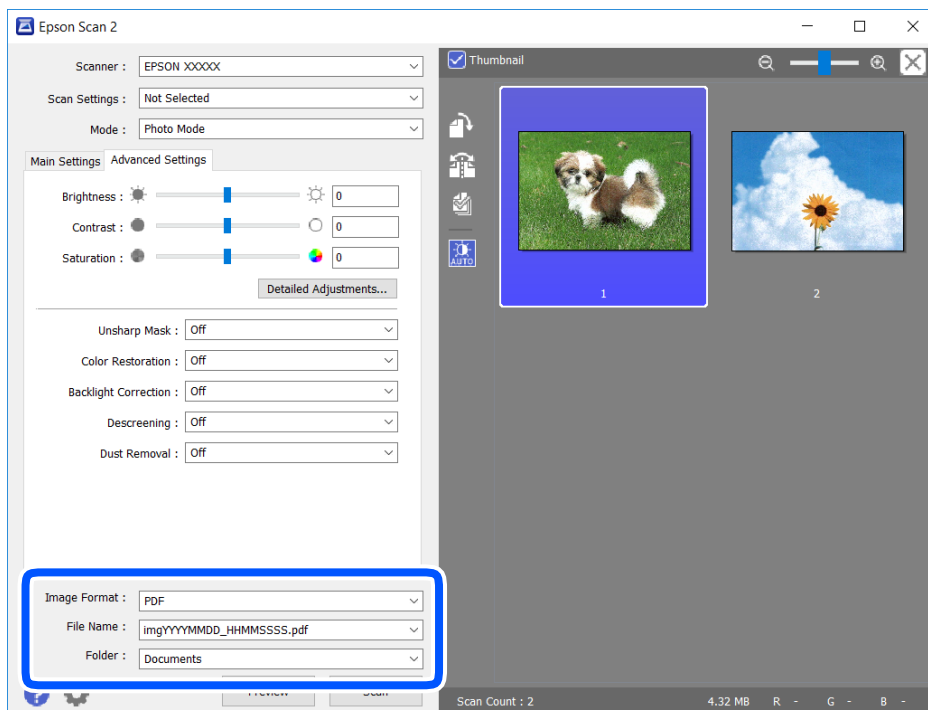 Epson Scan 2
Scanner : EPSON XXXXX
Scan Settings : Not Selected
Mode : Photo Mode
Main Settings Advanced Settings
Brightness : 0
Contrast : 0
Saturation : 0
Detailed Adjustments...
Unsharp Mask : Off
Color Restoration : Off
Backlight Correction : Off
Descreening : Off
Dust Removal : Off
Image Format : PDF
File Name : imgYYYYMMDD_HHMMSSSS.pdf
Folder : Documents
Preview Scan
Thumbnail
AUTO
1 2
Scan Count : 2 4.32 MB R - G - B -